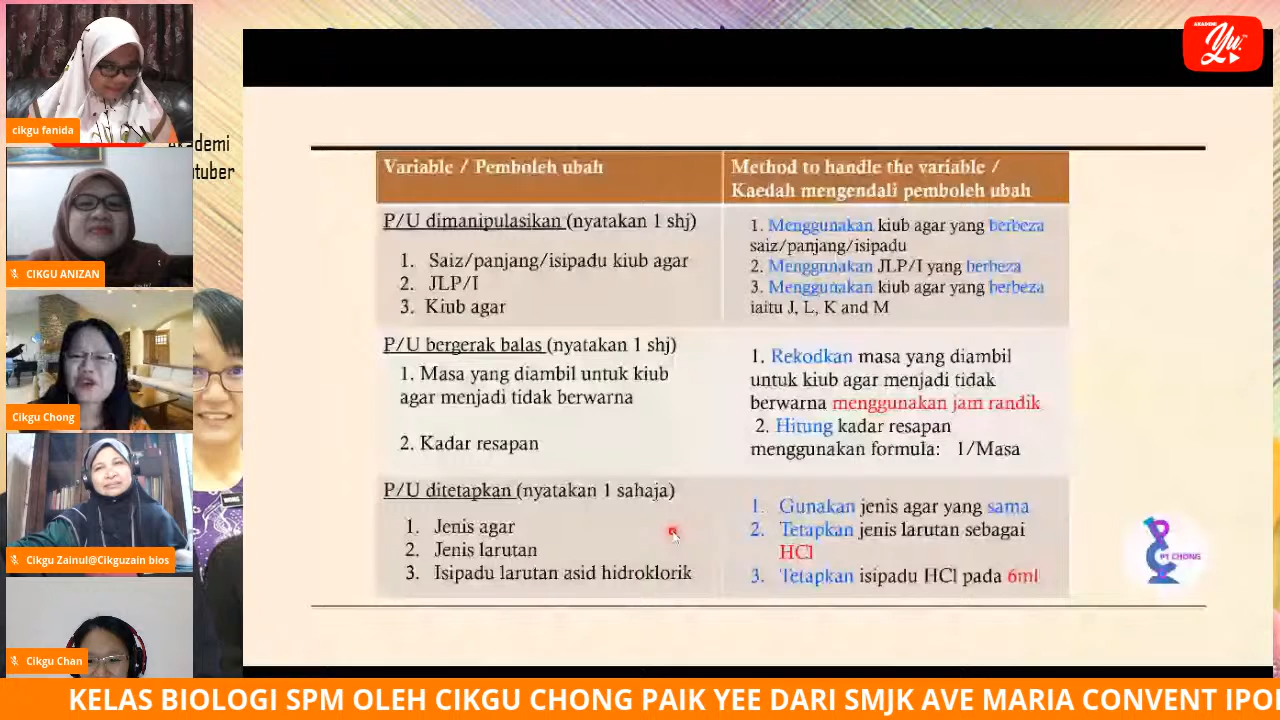 AKADEMI
Yu
cikgu fanida
CIKGU ANIZAN
Cikgu Chong
Cikgu Zainul@Cikguzain bios
Cikgu Chan
Variable / Pemboleh ubah
Method to handle the variable /
Kaedah mengendali pemboleh ubah
P/U dimanipulasikan (nyatakan 1 shj)
1. Saiz/panjang/isipadu kiub agar
2. JLP/I
3. Kiub agar
1. Menggunakan kiub agar yang berbeza
saiz/panjang/isipadu
2. Menggunakan JLP/I yang berbeza
3. Menggunakan kiub agar yang berbeza
iaitu J, L, K and M
P/U bergerak balas (nyatakan 1 shj)
1. Masa yang diambil untuk kiub
agar menjadi tidak berwarna
2. Kadar resapan
1. Rekodkan masa yang diambil
untuk kiub agar menjadi tidak
berwarna menggunakan jam randik
2. Hitung kadar resapan
menggunakan formula: 1/Masa
P/U ditetapkan (nyatakan 1 sahaja)
1. Jenis agar
2. Jenis larutan
3. Isipadu larutan asid hidroklorik
1. Gunakan jenis agar yang sama
2. Tetapkan jenis larutan sebagai
HCl
3. Tetapkan isipadu HCl pada 6ml
CHONG
KELAS BIOLOGI SPM OLEH CIKGU CHONG PAIK YEE DARI SMJK AVE MARIA CONVENT IPO